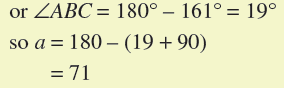 or ∠ABC = 180° – 161° = 19°
so a = 180 – (19 + 90)
= 71